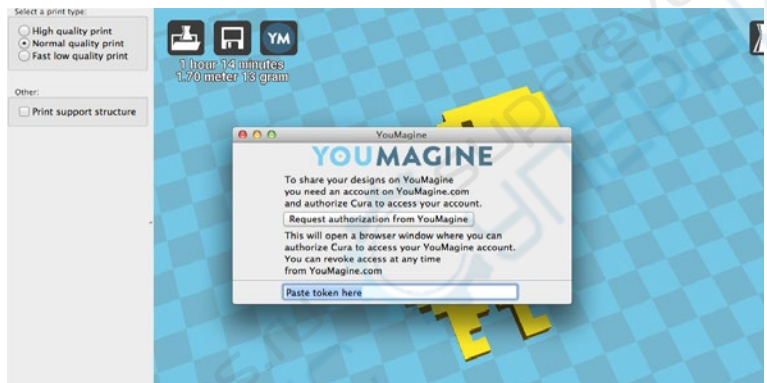 Select a print type:
High quality print
Normal quality print
Fast low quality print
Other:
Print support structure
YM
1 hour 14 minutes
1.70 meter 13 gram
YouMagine
YOUMAGINE
To share your designs on YouMagine
you need an account on YouMagine.com
and authorize Cura to access your account.
Request authorization from YouMagine
This will open a browser window where you can
authorize Cura to access your YouMagine account.
You can revoke access at any time
from YouMagine.com
Paste token here